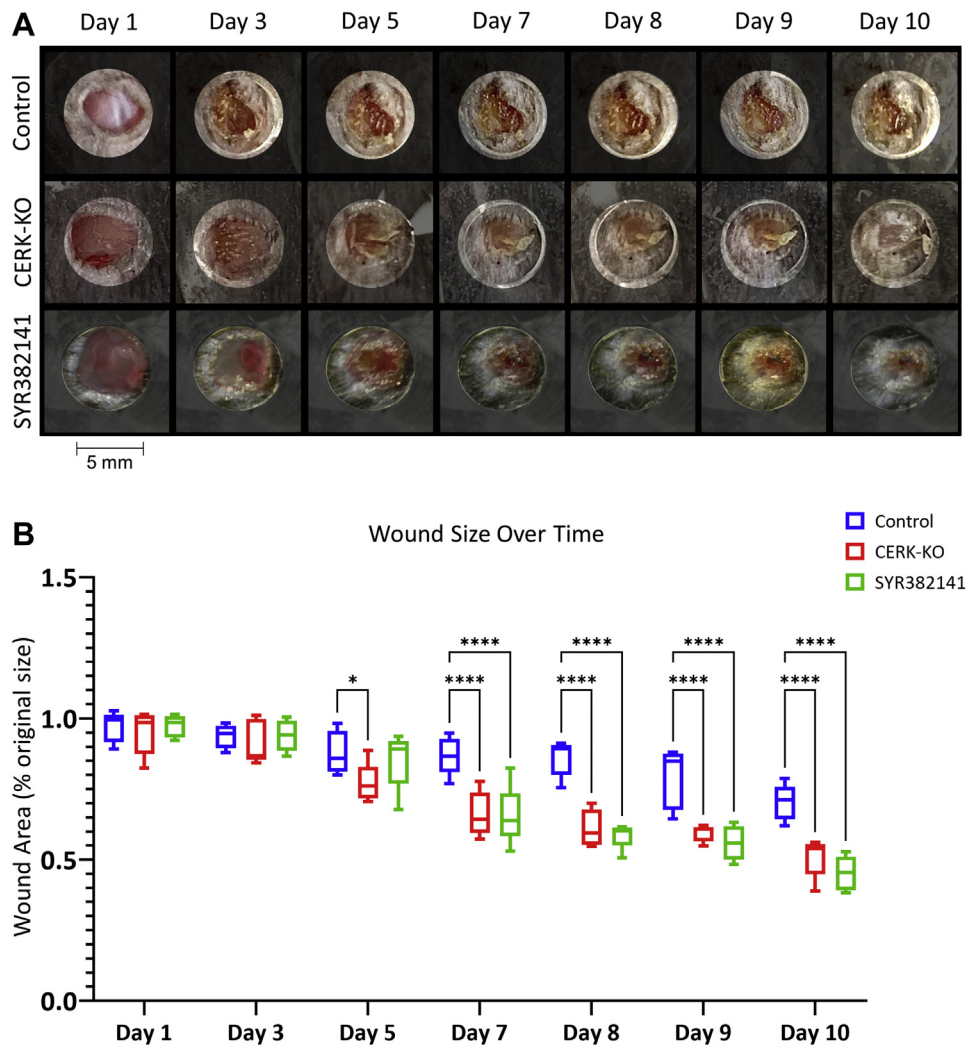 A
Day 1 Day 3 Day 5 Day 7 Day 8 Day 9 Day 10
Control
CERK-KO
SYR382141
5 mm
B
Wound Size Over Time
Control
CERK-KO
SYR382141
Wound Area (% original size)
1.5
1.0
0.5
0.0
*
**** **** **** ****
**** **** **** ****
Day 1 Day 3 Day 5 Day 7 Day 8 Day 9 Day 10